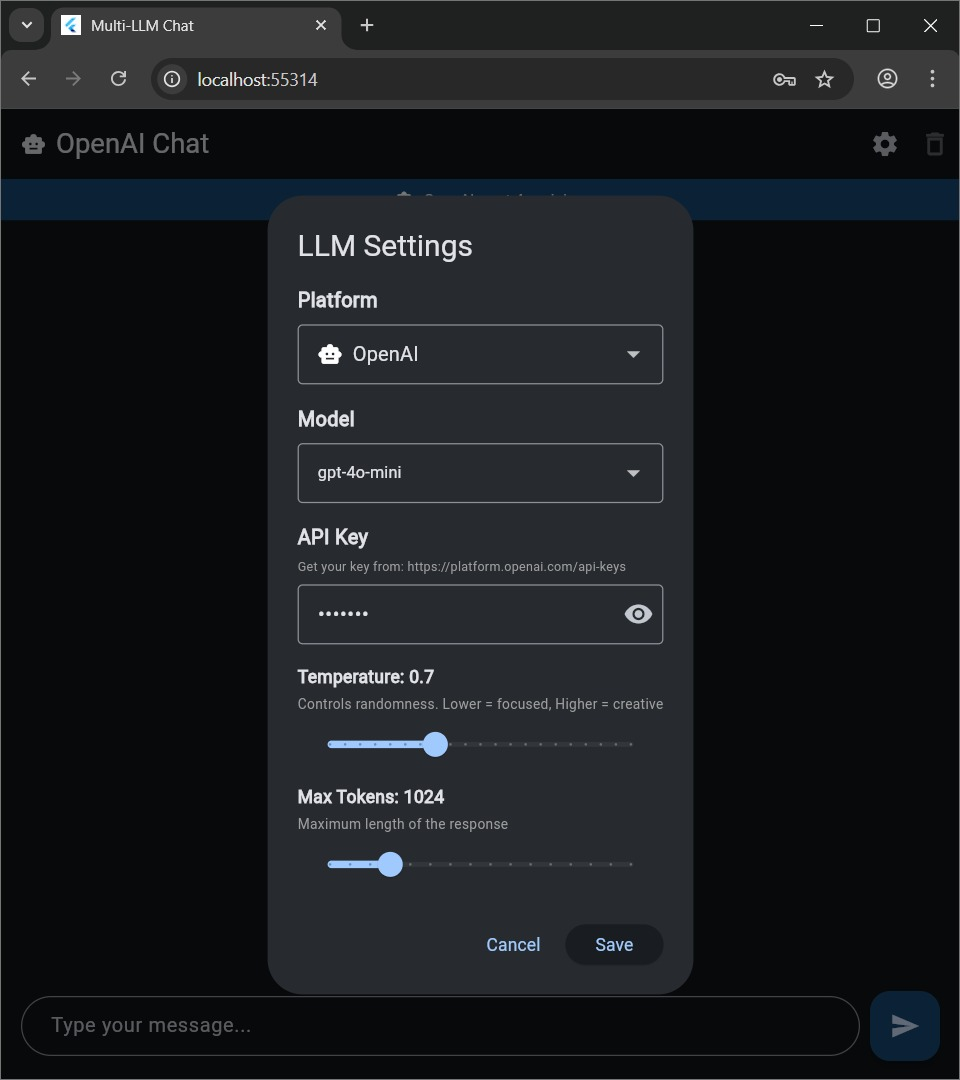 Multi-LLM Chat
localhost:55314
OpenAI Chat
LLM Settings
Platform
OpenAI
Model
gpt-4o-mini
API Key
Get your key from: https://platform.openai.com/api-keys
•••••••
Temperature: 0.7
Controls randomness. Lower = focused, Higher = creative
Max Tokens: 1024
Maximum length of the response
Cancel
Save
Type your message...